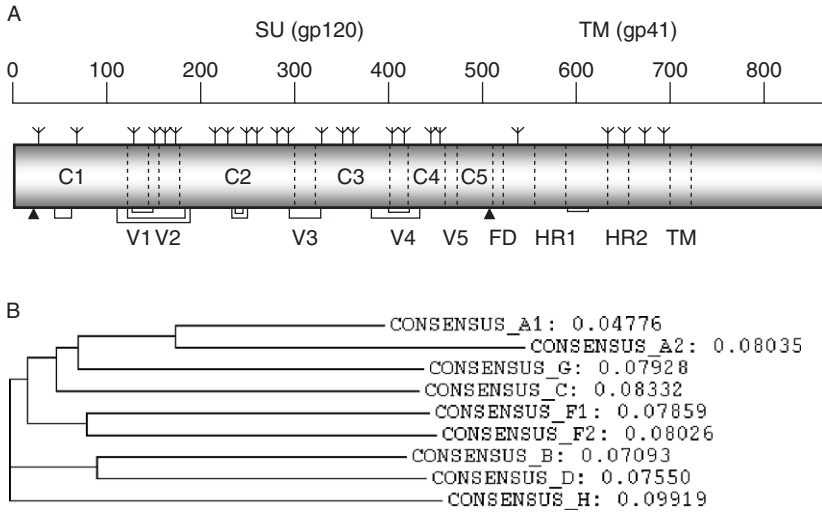 A
SU (gp120) TM (gp41)
0 100 200 300 400 500 600 700 800
C1 C2 C3 C4 C5
V1 V2 V3 V4 V5 FD HR1 HR2 TM
B
CONSENSUS_A1: 0.04776
CONSENSUS_A2: 0.08035
CONSENSUS_G: 0.07928
CONSENSUS_C: 0.08332
CONSENSUS_F1: 0.07859
CONSENSUS_F2: 0.08026
CONSENSUS_B: 0.07093
CONSENSUS_D: 0.07550
CONSENSUS_H: 0.09919